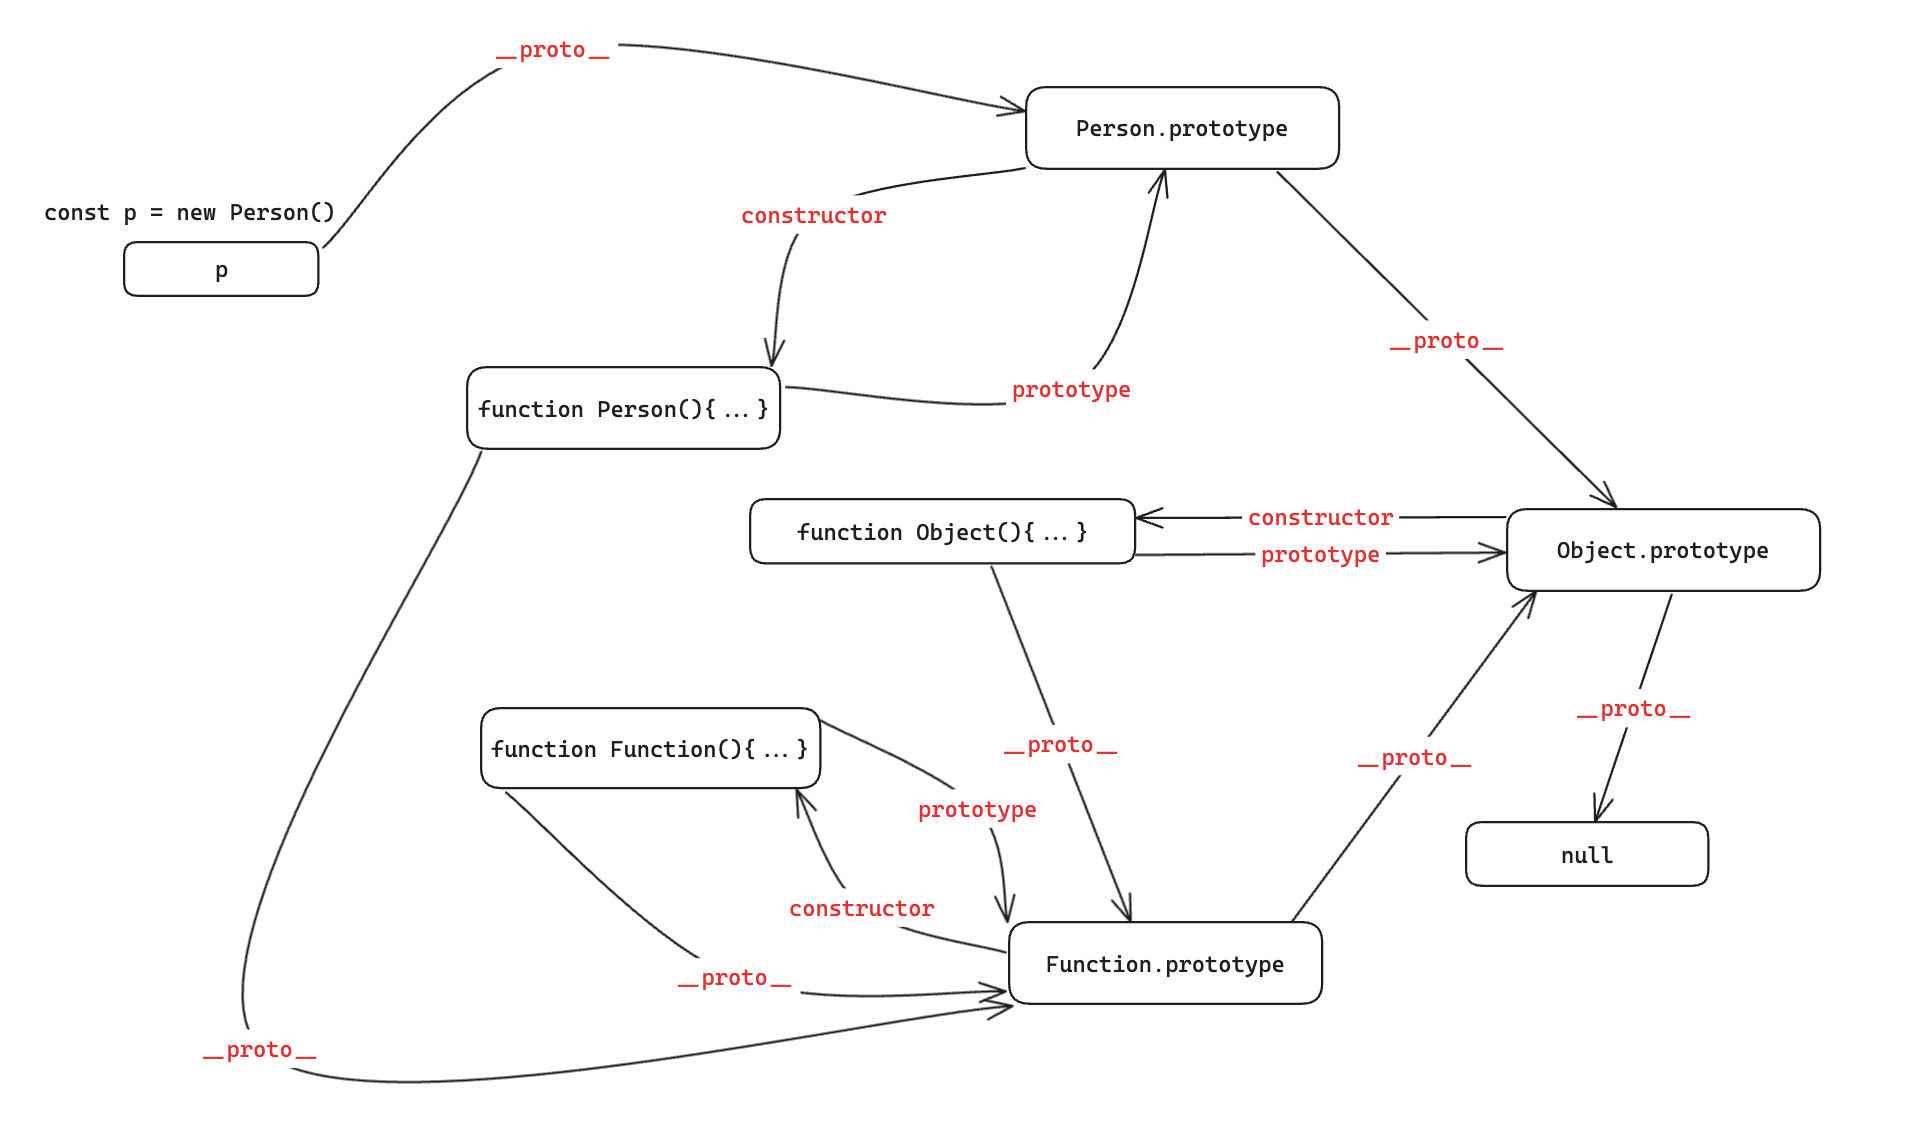 __proto__
Person.prototype
const p = new Person()
constructor
p
__proto__
prototype
function Person(){...}
constructor
function Object(){...}
prototype
Object.prototype
__proto__
function Function(){...}
__proto__
__proto__
prototype
null
constructor
Function.prototype
__proto__
__proto__